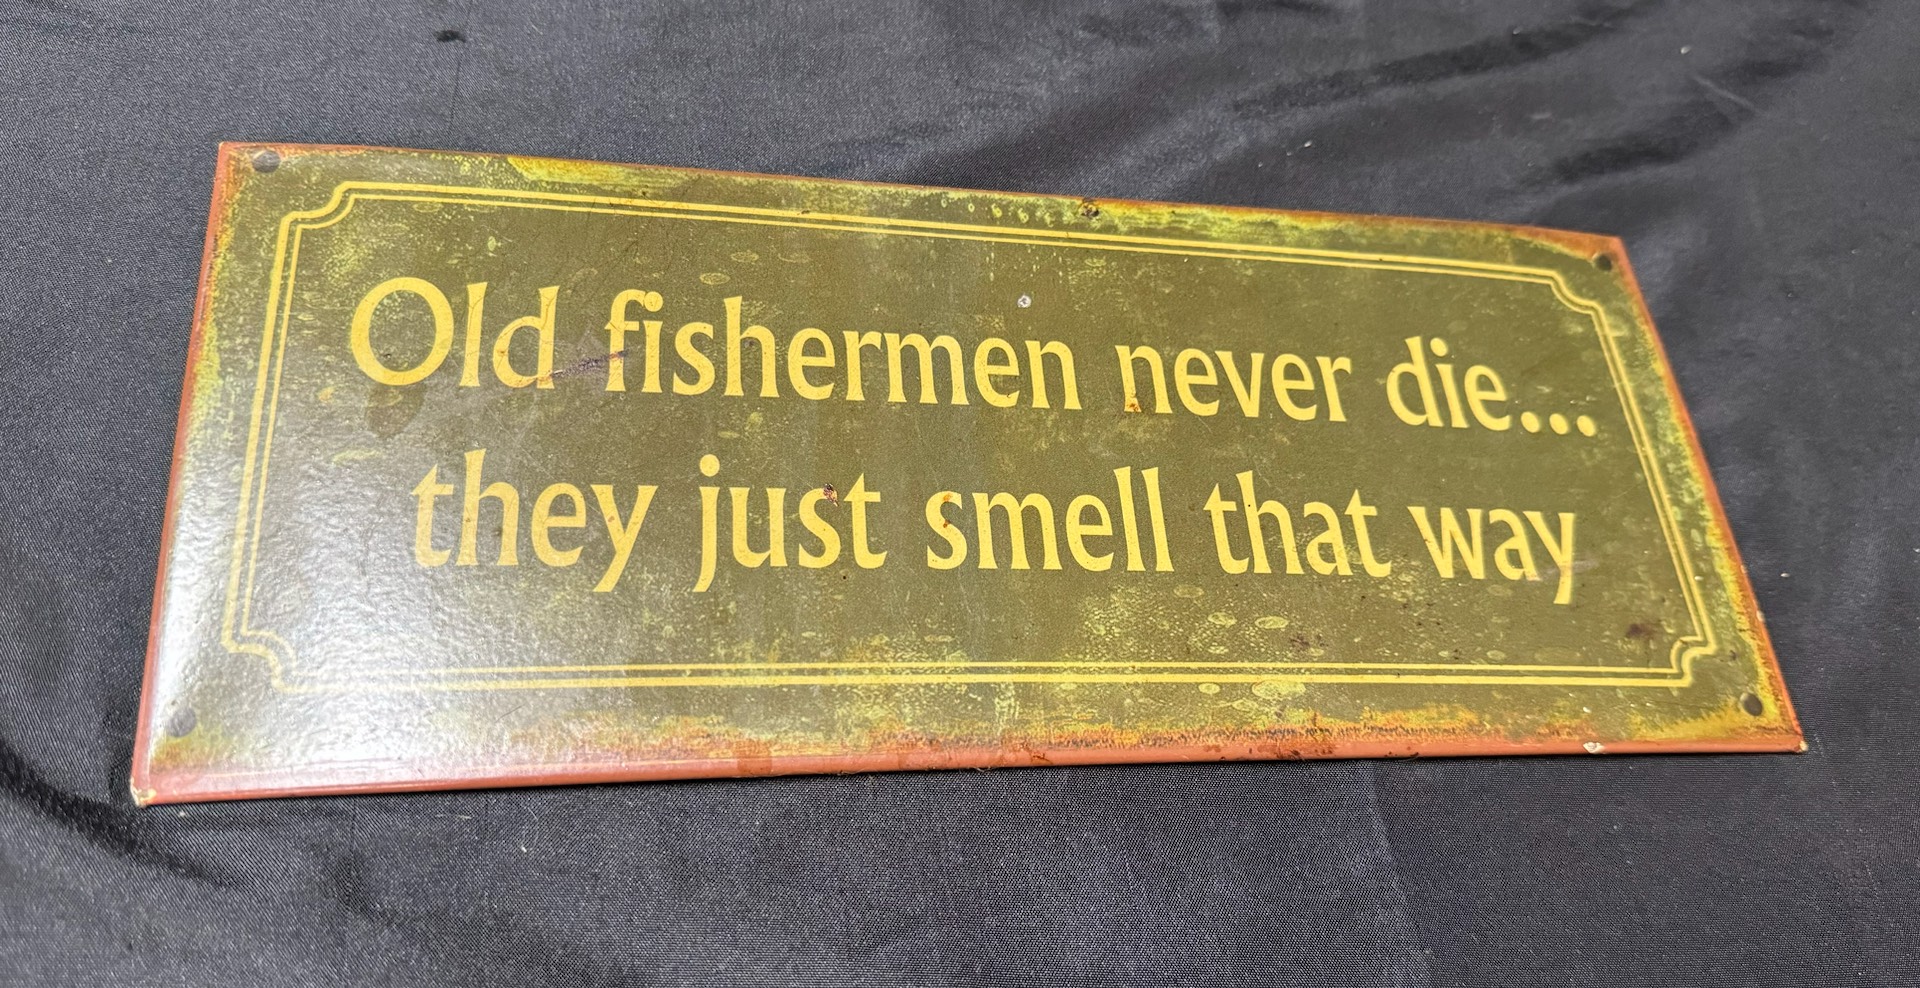 Old fishermen never die...
they just smell that way